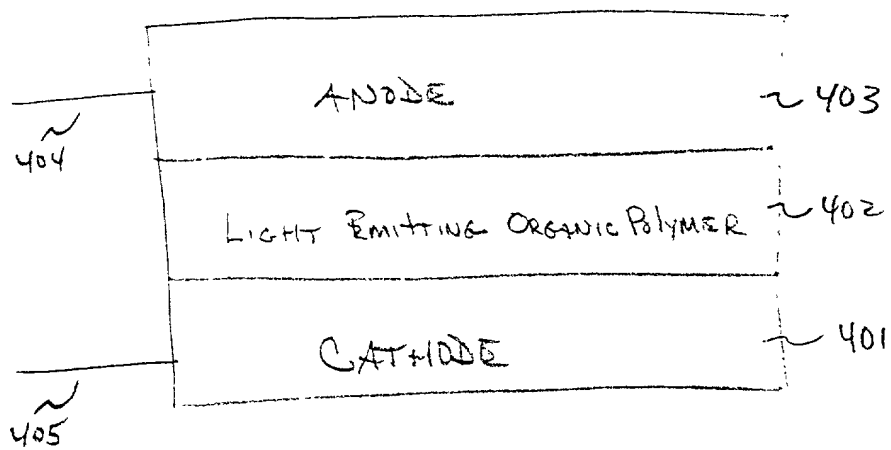 ANODE
403
404
LIGHT EMITTING ORGANIC POLYMER
402
CATHODE
401
405